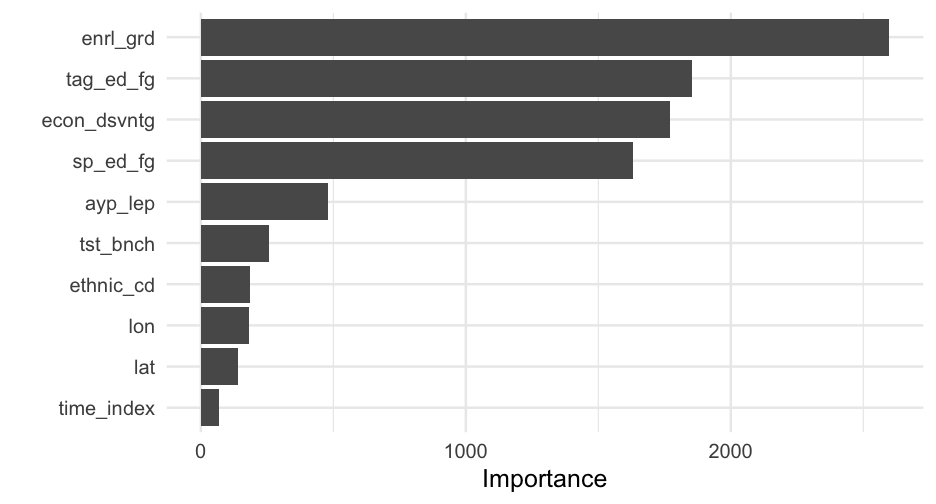 enrl_grd
tag_ed_fg
econ_dsvntg
sp_ed_fg
ayp_lep
tst_bnch
ethnic_cd
lon
lat
time_index
0 1000 2000
Importance